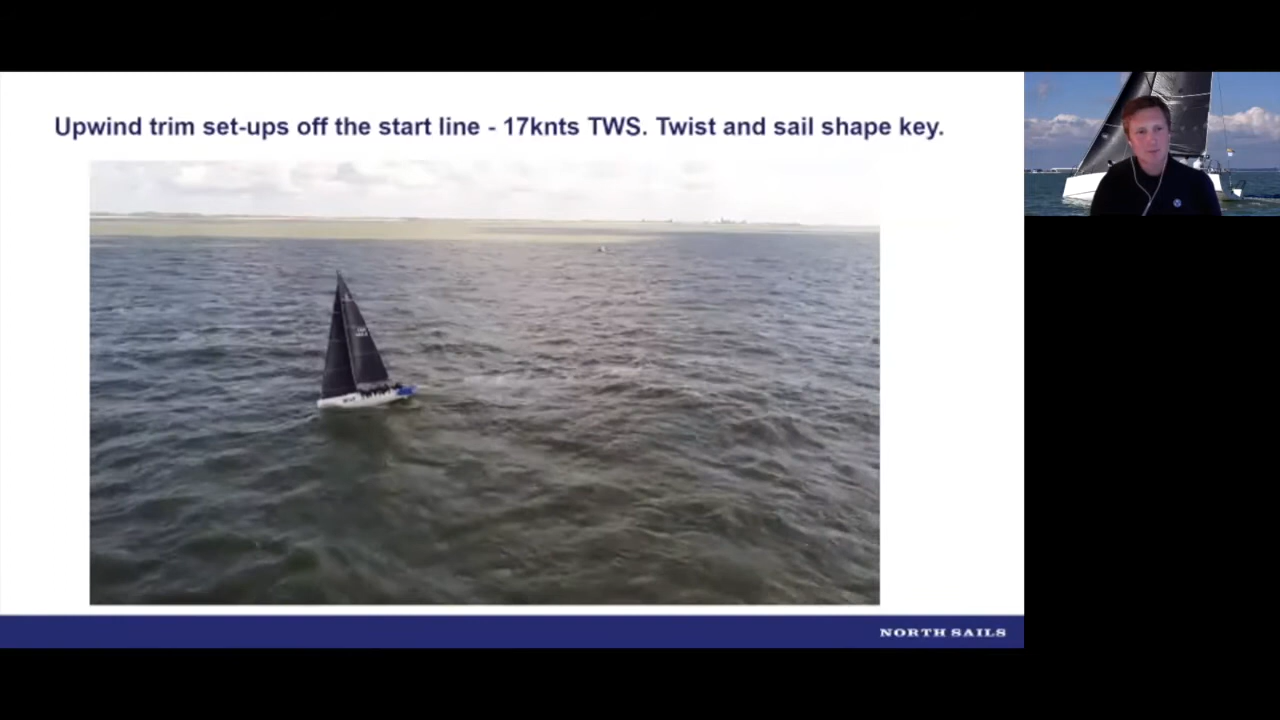 Upwind trim set-ups off the start line - 17knts TWS. Twist and sail shape key.
NORTH SAILS